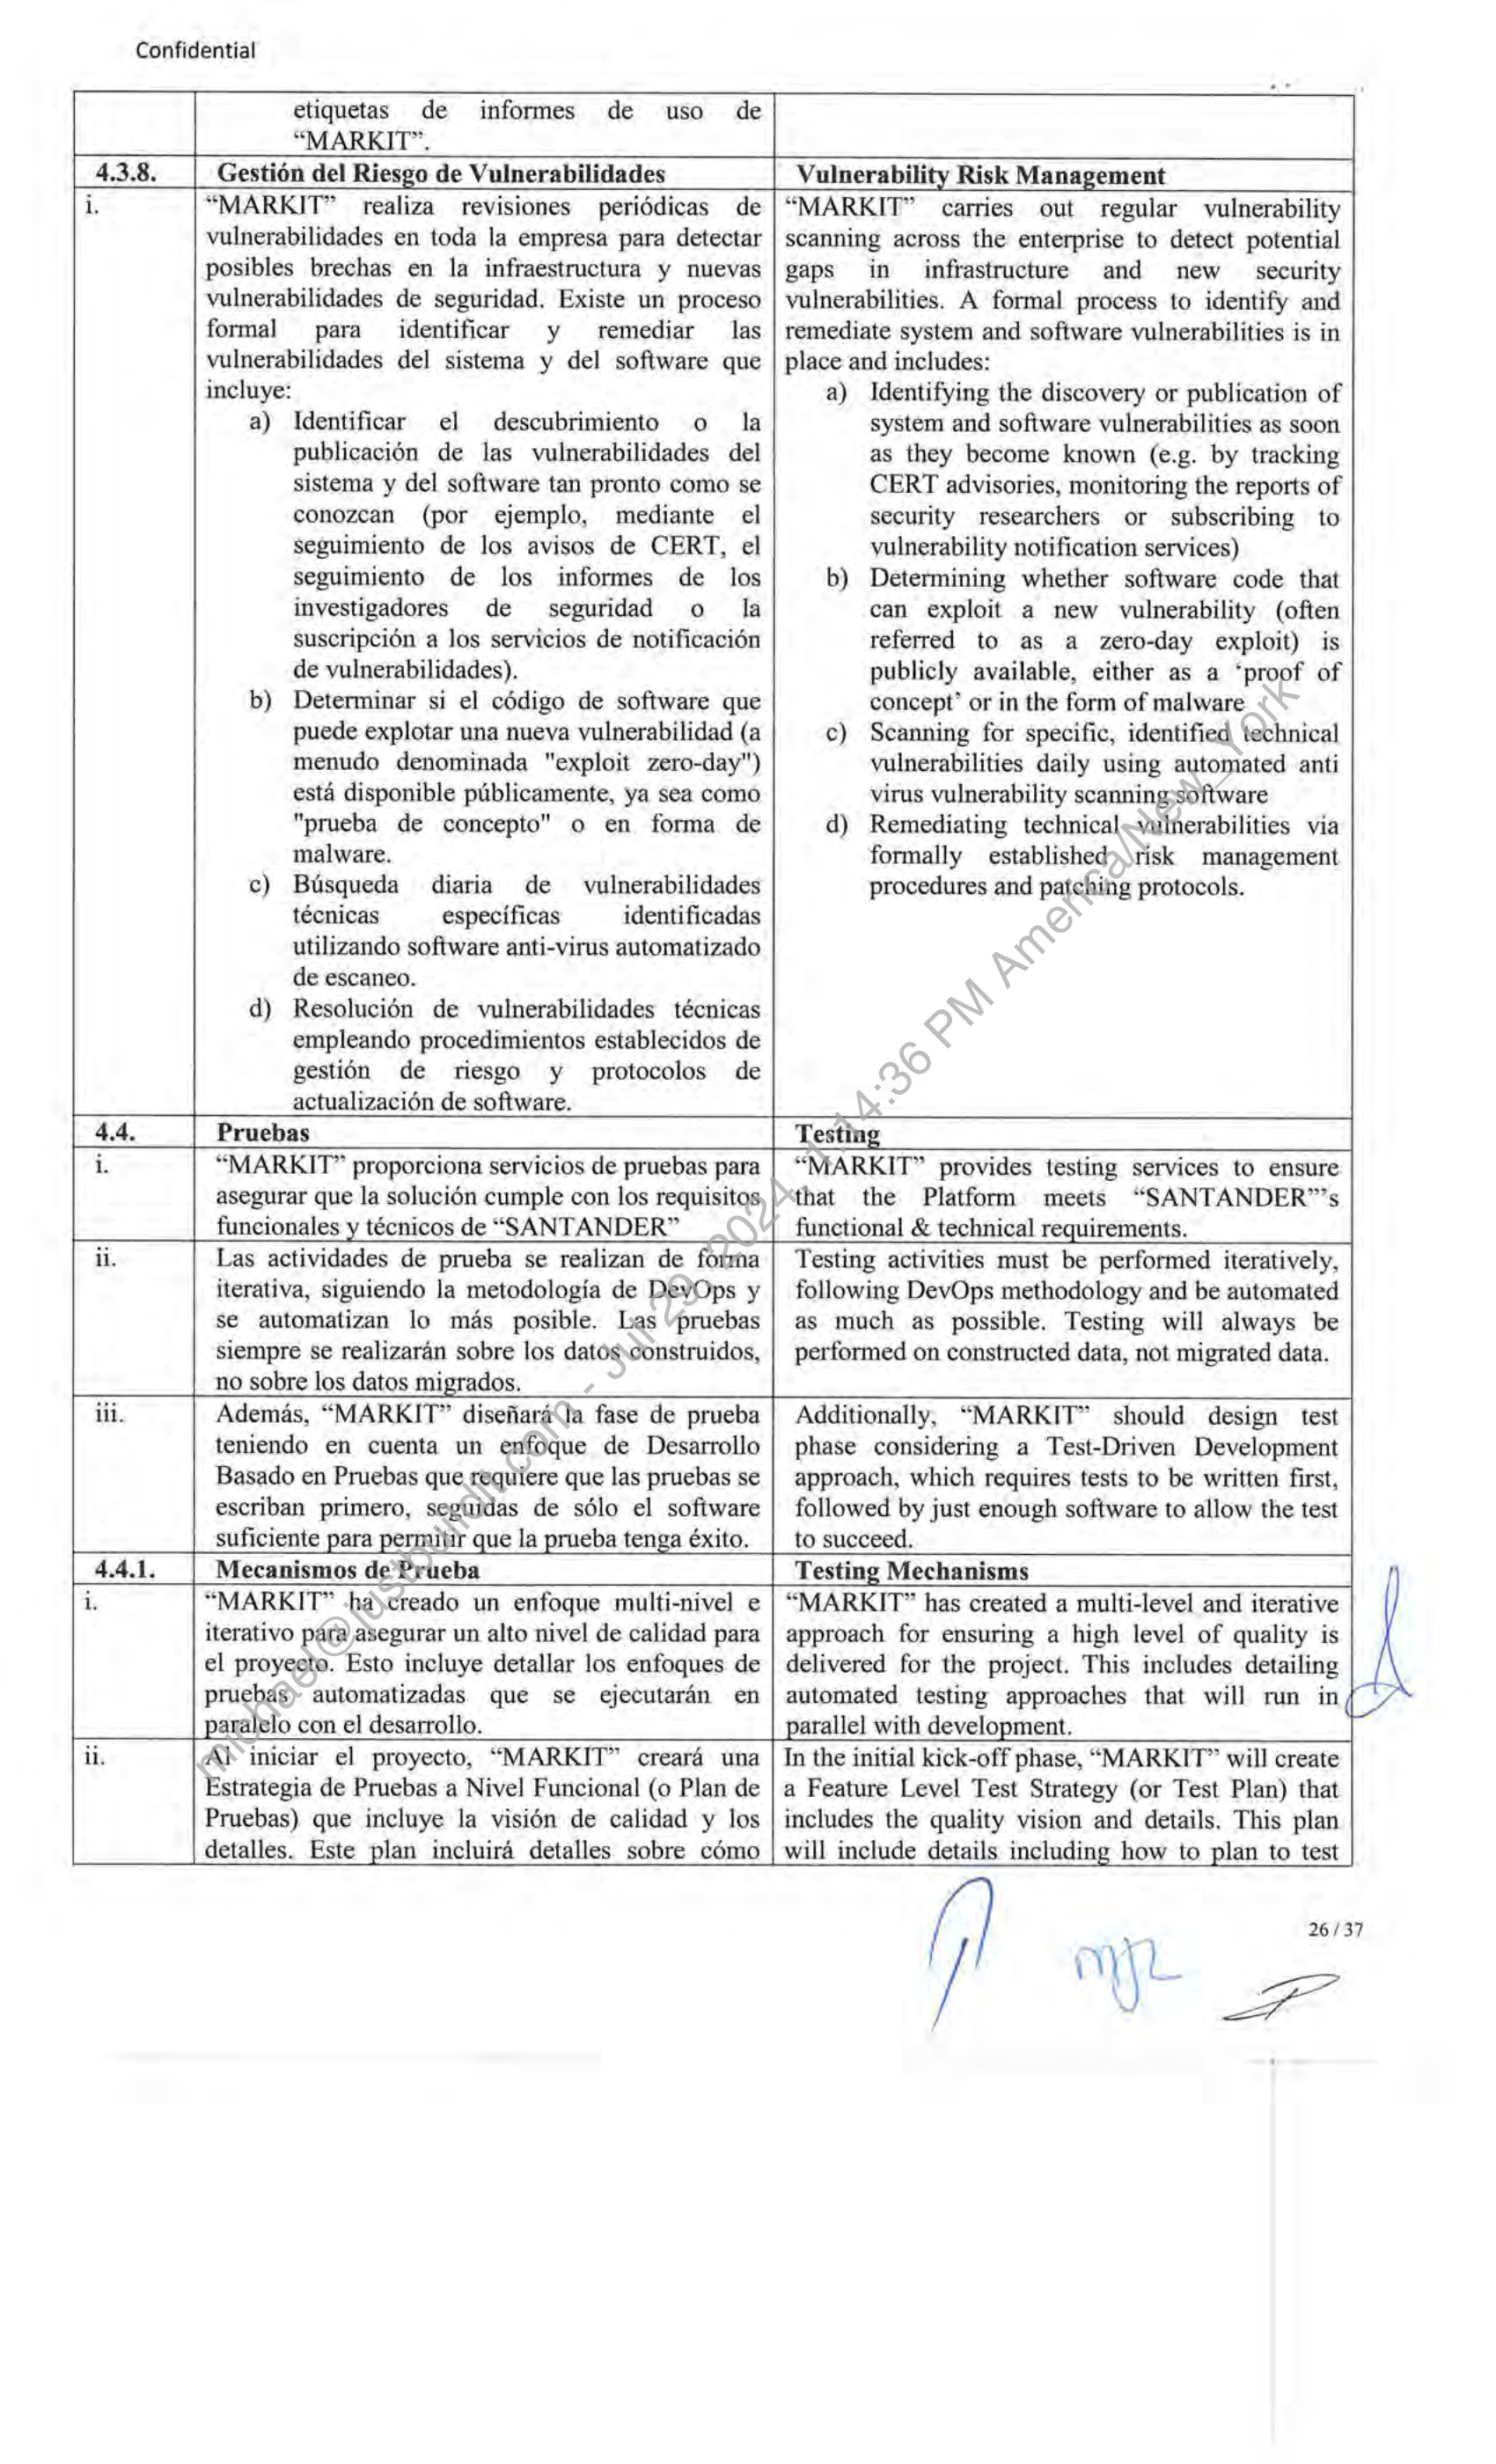 Confidential
etiquetas de informes de uso de
“MARKIT”.
4.3.8.
Gestión del Riesgo de Vulnerabilidades
Vulnerability Risk Management
i.
“MARKIT” realiza revisiones periódicas de
vulnerabilidades en toda la empresa para detectar
posibles brechas en la infraestructura y nuevas
vulnerabilidades de seguridad. Existe un proceso
formal para identificar y remediar las
vulnerabilidades del sistema y del software que
incluye:
a) Identificar el descubrimiento o la
publicación de las vulnerabilidades del
sistema y del software tan pronto como se
conozcan (por ejemplo, mediante el
seguimiento de los avisos de CERT, el
seguimiento de los informes de los
investigadores de seguridad o la
suscripción a los servicios de notificación
de vulnerabilidades).
b) Determinar si el código de software que
puede explotar una nueva vulnerabilidad (a
menudo denominada "exploit zero-day")
está disponible públicamente, ya sea como
"prueba de concepto" o en forma de
malware.
c) Búsqueda diaria de vulnerabilidades
técnicas específicas identificadas
utilizando software anti-virus automatizado
de escaneo.
d) Resolución de vulnerabilidades técnicas
empleando procedimientos establecidos de
gestión de riesgo y protocolos de
actualización de software.
“MARKIT” carries out regular vulnerability
scanning across the enterprise to detect potential
gaps in infrastructure and new security
vulnerabilities. A formal process to identify and
remediate system and software vulnerabilities is in
place and includes:
a) Identifying the discovery or publication of
system and software vulnerabilities as soon
as they become known (e.g. by tracking
CERT advisories, monitoring the reports of
security researchers or subscribing to
vulnerability notification services)
b) Determining whether software code that
can exploit a new vulnerability (often
referred to as a zero-day exploit) is
publicly available, either as a ‘proof of
concept’ or in the form of malware
c) Scanning for specific, identified technical
vulnerabilities daily using automated anti
virus vulnerability scanning software
d) Remediating technical vulnerabilities via
formally established risk management
procedures and patching protocols.
4.4.
Pruebas
Testing
i.
“MARKIT” proporciona servicios de pruebas para
asegurar que la solución cumple con los requisitos
funcionales y técnicos de “SANTANDER”
“MARKIT” provides testing services to ensure
that the Platform meets “SANTANDER”’s
functional & technical requirements.
ii.
Las actividades de prueba se realizan de forma
iterativa, siguiendo la metodología de DevOps y
se automatizan lo más posible. Las pruebas
siempre se realizarán sobre los datos construidos,
no sobre los datos migrados.
Testing activities must be performed iteratively,
following DevOps methodology and be automated
as much as possible. Testing will always be
performed on constructed data, not migrated data.
iii.
Además, “MARKIT” diseñará la fase de prueba
teniendo en cuenta un enfoque de Desarrollo
Basado en Pruebas que requiere que las pruebas se
escriban primero, seguidas de sólo el software
suficiente para permitir que la prueba tenga éxito.
Additionally, “MARKIT” should design test
phase considering a Test-Driven Development
approach, which requires tests to be written first,
followed by just enough software to allow the test
to succeed.
4.4.1.
Mecanismos de Prueba
Testing Mechanisms
i.
“MARKIT” ha creado un enfoque multi-nivel e
iterativo para asegurar un alto nivel de calidad para
el proyecto. Esto incluye detallar los enfoques de
pruebas automatizadas que se ejecutarán en
paralelo con el desarrollo.
“MARKIT” has created a multi-level and iterative
approach for ensuring a high level of quality is
delivered for the project. This includes detailing
automated testing approaches that will run in
parallel with development.
ii.
Al iniciar el proyecto, “MARKIT” creará una
Estrategia de Pruebas a Nivel Funcional (o Plan de
Pruebas) que incluye la visión de calidad y los
detalles. Este plan incluirá detalles sobre cómo
In the initial kick-off phase, “MARKIT” will create
a Feature Level Test Strategy (or Test Plan) that
includes the quality vision and details. This plan
will include details including how to plan to test
26 / 37